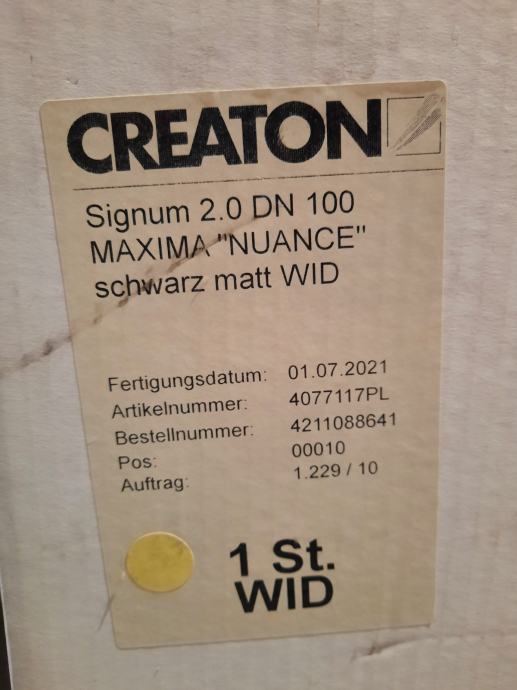 CREATON
Signum 2.0 DN 100
MAXIMA "NUANCE"
schwarz matt WID
Fertigungsdatum: 01.07.2021
Artikelnummer: 4077117PL
Bestellnummer: 4211088641
Pos: 00010
Auftrag: 1.229 / 10
1 St.
WID